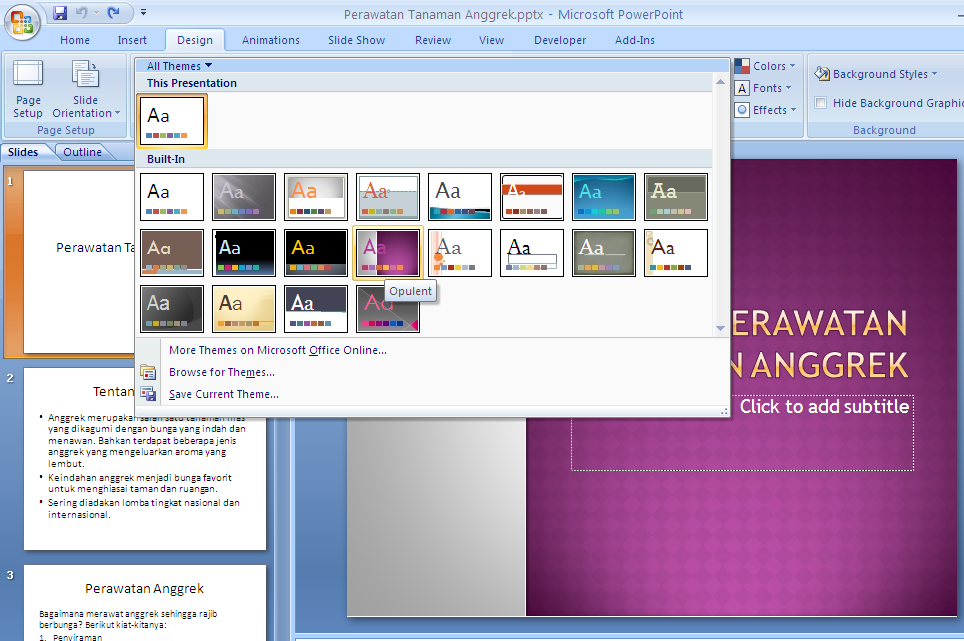 Perawatan Tanaman Anggrek.pptx - Microsoft PowerPoint
Home Insert Design Animations Slide Show Review View Developer Add-Ins
Page Setup
Slide Orientation
Page Setup
All Themes
This Presentation
Aa
Built-In
Aa Aa Aa Aa Aa Aa Aa Aa
Aa Aa Aa Aa Aa Aa Aa Aa
Opulent
Aa Aa Aa Aa
More Themes on Microsoft Office Online...
Browse for Themes...
Save Current Theme...
Colors
Fonts
Effects
Background Styles
Hide Background Graphic
Background
Slides Outline
1
Perawatan Ta
2
Tentan
• Anggrek merupakan salah satu tanaman hias
yang dikagumi dengan bunga yang indah dan
menawan. Bahkan terdapat beberapa jenis
anggrek yang mengeluarkan aroma yang
lembut.
• Keindahan anggrek menjadi bunga favorit
untuk menghiasai taman dan ruangan.
• Sering diadakan lomba tingkat nasional dan
internasional.
3
Perawatan Anggrek
Bagaimana merawat anggrek sehingga rajib
berbunga? Berikut kiat-kitanya:
1. Penyiraman
ERAWATAN
N ANGGREK
Click to add subtitle